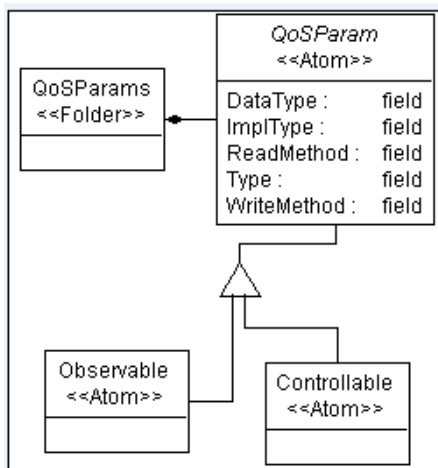 QoSParam
<<Atom>>
DataType : field
ImplType : field
ReadMethod : field
Type : field
WriteMethod : field
QoSParams
<<Folder>>
Observable
<<Atom>>
Controllable
<<Atom>>